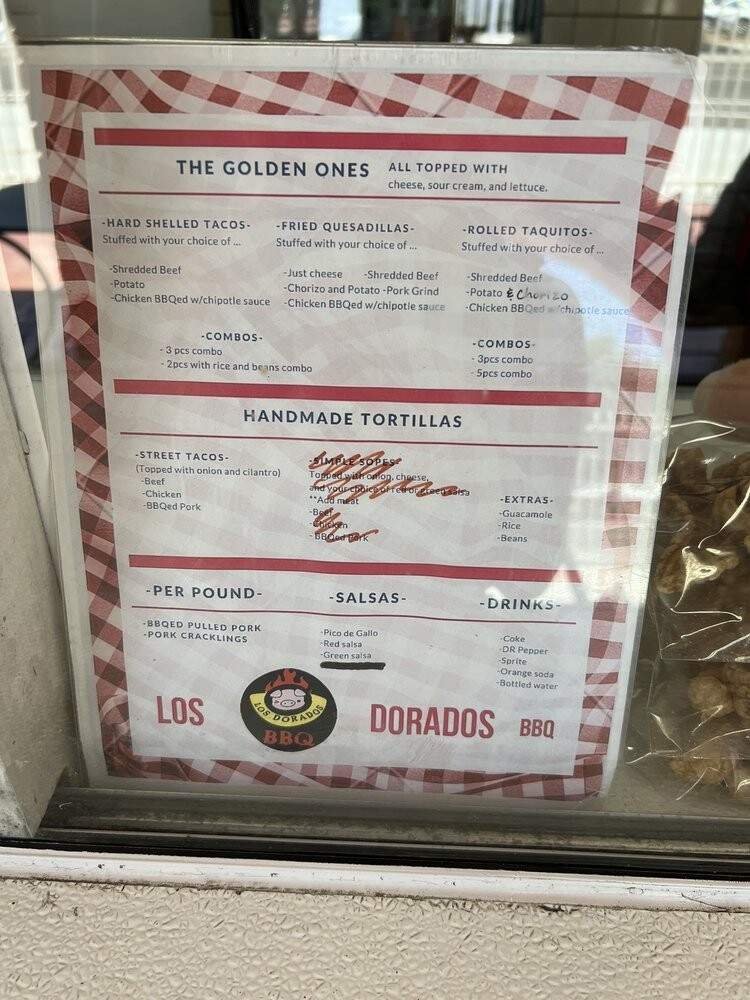 THE GOLDEN ONES ALL TOPPED WITH
cheese, sour cream, and lettuce.
-HARD SHELLED TACOS-
Stuffed with your choice of ...
-Shredded Beef
-Potato
-Chicken BBQed w/chipotle sauce
-FRIED QUESADILLAS-
Stuffed with your choice of ...
-Just cheese -Shredded Beef
-Chorizo and Potato -Pork Grind
-Chicken BBQed w/chipotle sauce
-ROLLED TAQUITOS-
Stuffed with your choice of ...
-Shredded Beef
-Potato & Chorizo
-Chicken BBQed w/chipotle sauce
-COMBOS-
- 3 pcs combo
- 2pcs with rice and beans combo
-COMBOS-
- 3pcs combo
- 5pcs combo
HANDMADE TORTILLAS
-STREET TACOS-
(Topped with onion and cilantro)
-Beef
-Chicken
-BBQed Pork
-SIMPLE SOPES-
Topped with onion, cheese,
and your choice of red or green salsa
**Add meat
-Beef
-Chicken
- BBQed Pork
-EXTRAS-
-Guacamole
-Rice
-Beans
-PER POUND-
-BBQED PULLED PORK
-PORK CRACKLINGS
-SALSAS-
-Pico de Gallo
-Red salsa
-Green salsa
-DRINKS-
-Coke
-DR Pepper
-Sprite
-Orange soda
-Bottled water
LOS
LOS DORADOS
BBQ
DORADOS BBQ